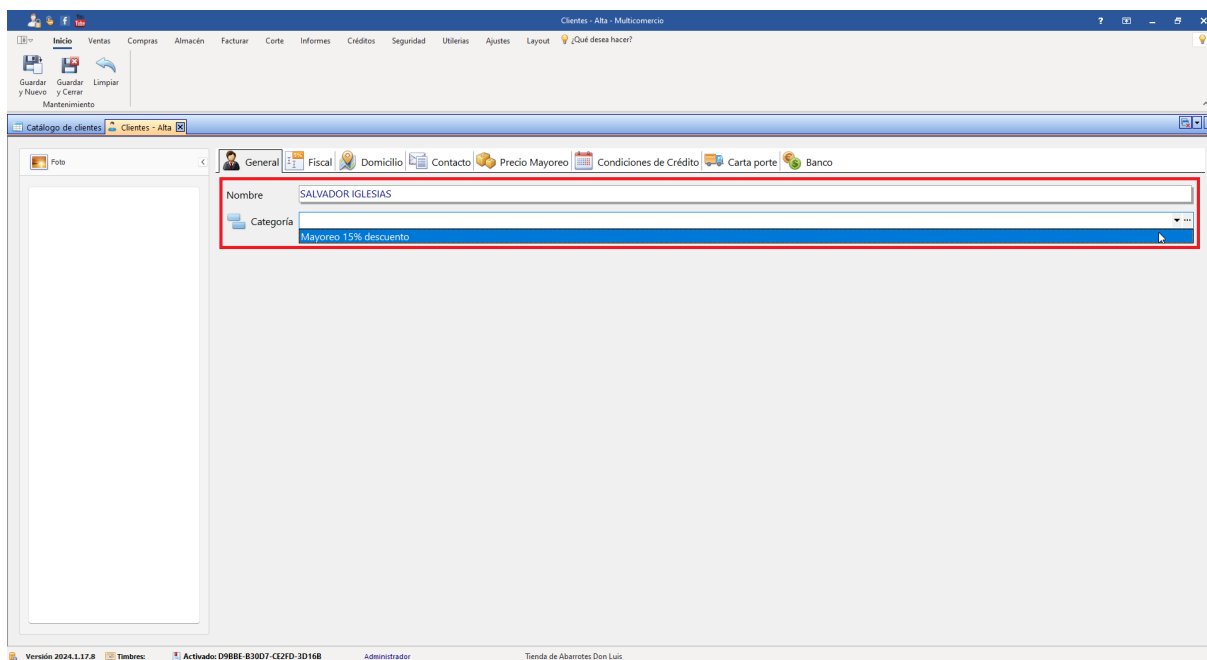 You Tube
Clientes - Alta - Multicomercio
?
Inicio Ventas Compras Almacén Facturar Corte Informes Créditos Seguridad Utilerias Ajustes Layout ¿Qué desea hacer?
Guardar y Nuevo
Guardar y Cerrar
Limpiar
Mantenimiento
Catálogo de clientes Clientes - Alta
Foto
General Fiscal Domicilio Contacto Precio Mayoreo Condiciones de Crédito Carta porte Banco
Nombre SALVADOR IGLESIAS
Categoría
Mayoreo 15% descuento
Versión 2024.1.17.8 Timbres: Activado: D9BBE-B30D7-CE2FD-3D16B Administrador Tienda de Abarrotes Don Luis